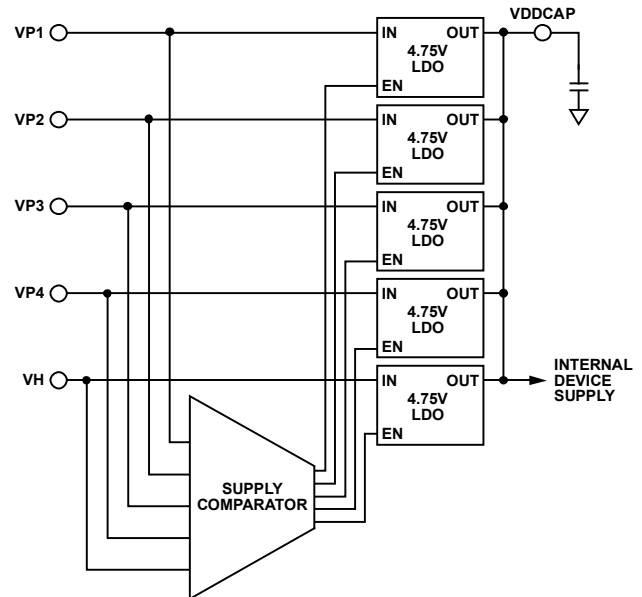 VDDCAP
VP1
IN
OUT
4.75V
LDO
EN
VP2
IN
OUT
4.75V
LDO
EN
VP3
IN
OUT
4.75V
LDO
EN
VP4
IN
OUT
4.75V
LDO
EN
VH
IN
OUT
4.75V
LDO
EN
INTERNAL
DEVICE
SUPPLY
SUPPLY
COMPARATOR